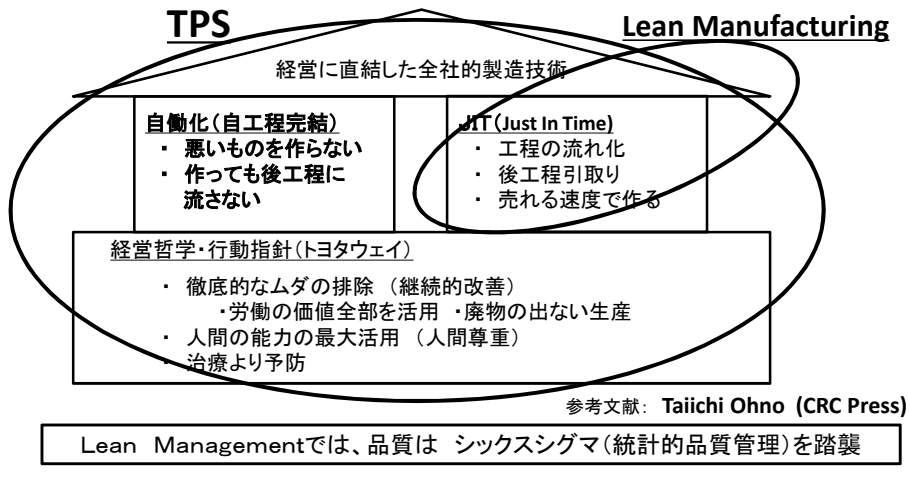 TPS
Lean Manufacturing
経営に直結した全社的製造技術
自働化(自工程完結)
・ 悪いものを作らない
・ 作っても後工程に
流さない
JIT(Just In Time)
・ 工程の流れ化
・ 後工程引取り
・ 売れる速度で作る
経営哲学・行動指針(トヨタウェイ)
・ 徹底的なムダの排除 (継続的改善)
・労働の価値全部を活用 ・廃物の出ない生産
・ 人間の能力の最大活用 (人間尊重)
・ 治療より予防
参考文献: Taiichi Ohno (CRC Press)
Lean Managementでは、品質は シックスシグマ(統計的品質管理)を踏襲